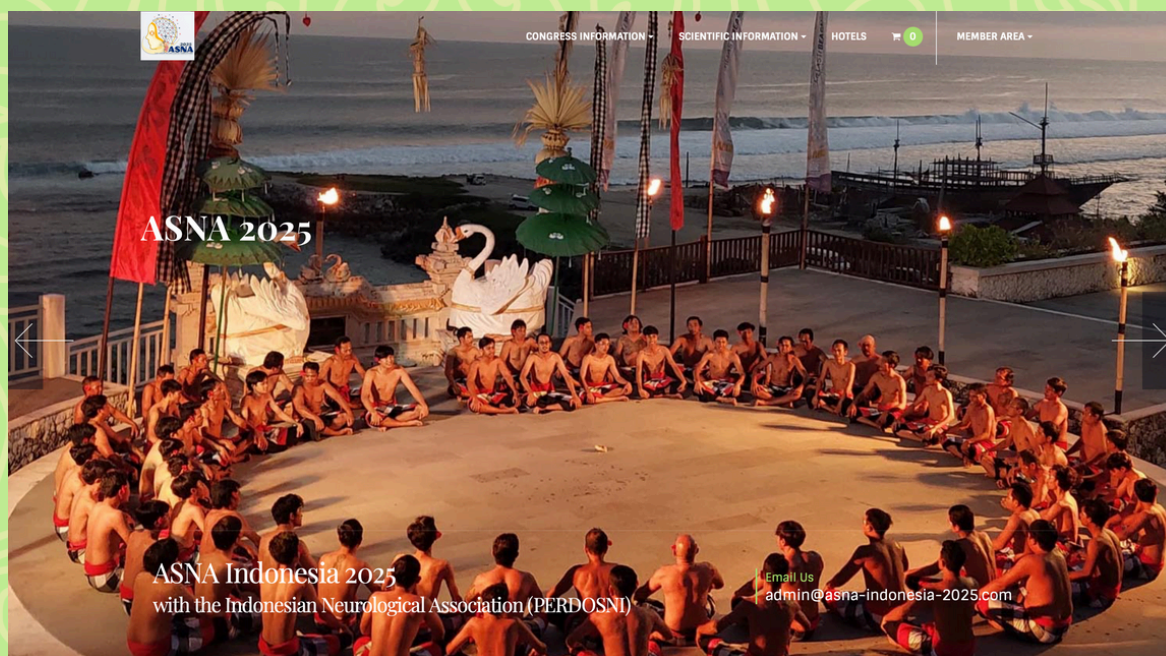 ASNA
CONGRESS INFORMATION
SCIENTIFIC INFORMATION
HOTELS
0
MEMBER AREA
ASNA 2025
ASNA Indonesia 2025
with the Indonesian Neurological Association (PERDOSNI)
Email Us
admin@asna-indonesia-2025.com